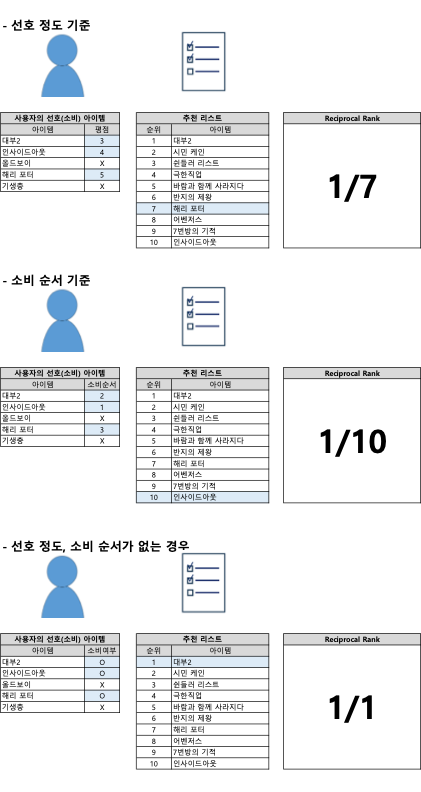 - 선호 정도 기준
사용자의 선호(소비) 아이템
아이템 평점
대부2 3
인사이드아웃 4
올드보이 X
해리 포터 5
기생충 X
추천 리스트
순위 아이템
1 대부2
2 시민 케인
3 쉰들러 리스트
4 극한직업
5 바람과 함께 사라지다
6 반지의 제왕
7 해리 포터
8 어벤저스
9 7번방의 기적
10 인사이드아웃
Reciprocal Rank
1/7
- 소비 순서 기준
사용자의 선호(소비) 아이템
아이템 소비순서
대부2 2
인사이드아웃 1
올드보이 X
해리 포터 3
기생충 X
추천 리스트
순위 아이템
1 대부2
2 시민 케인
3 쉰들러 리스트
4 극한직업
5 바람과 함께 사라지다
6 반지의 제왕
7 해리 포터
8 어벤저스
9 7번방의 기적
10 인사이드아웃
Reciprocal Rank
1/10
- 선호 정도, 소비 순서가 없는 경우
사용자의 선호(소비) 아이템
아이템 소비여부
대부2 O
인사이드아웃 O
올드보이 X
해리 포터 O
기생충 X
추천 리스트
순위 아이템
1 대부2
2 시민 케인
3 쉰들러 리스트
4 극한직업
5 바람과 함께 사라지다
6 반지의 제왕
7 해리 포터
8 어벤저스
9 7번방의 기적
10 인사이드아웃
Reciprocal Rank
1/1